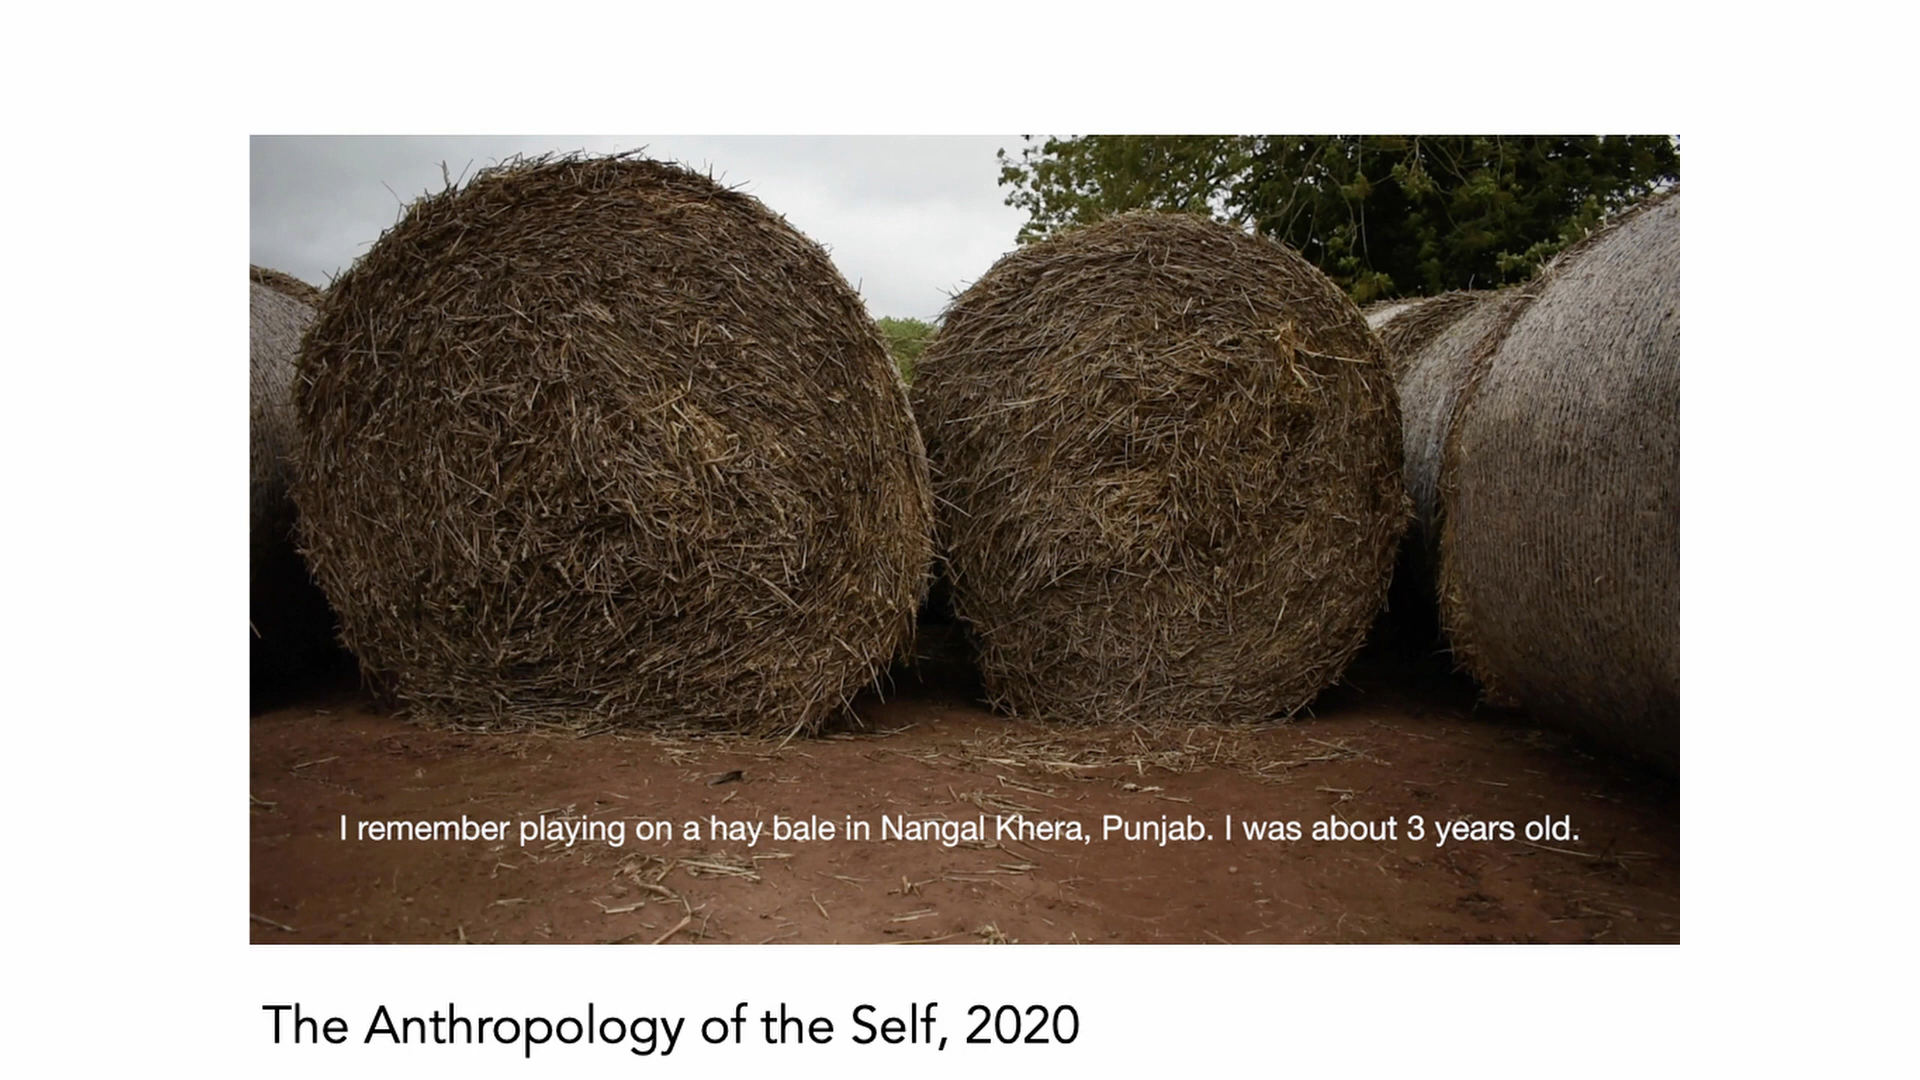 I remember playing on a hay bale in Nangal Khera, Punjab. I was about 3 years old.
The Anthropology of the Self, 2020